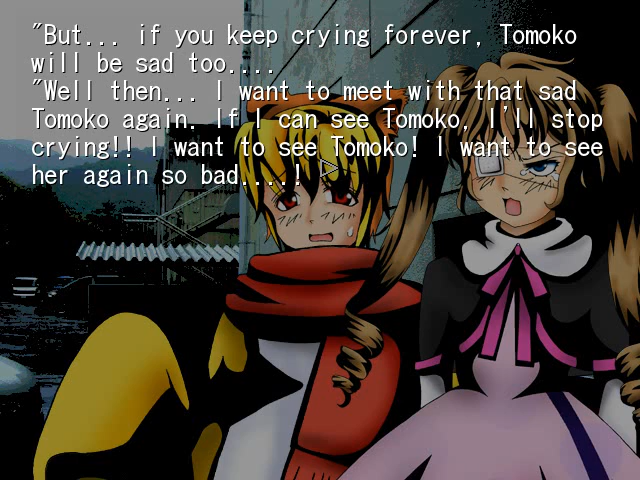 "But... if you keep crying forever, Tomoko
will be sad too....
"Well then... I want to meet with that sad
Tomoko again. If I can see Tomoko, I'll stop
crying!! I want to see Tomoko! I want to see
her again so bad....!